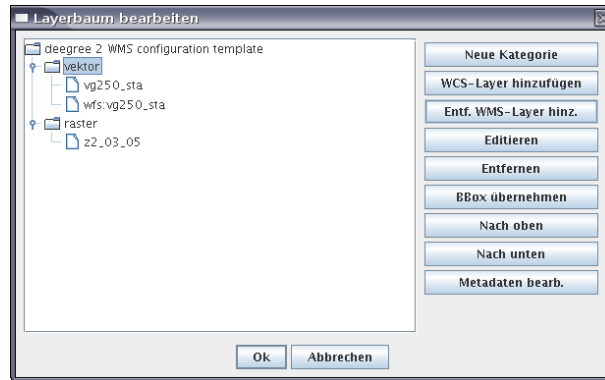 Layerbaum bearbeiten
deegree 2 WMS configuration template
vektor
vg250_sta
wfs:vg250_sta
raster
z2_03_05
Neue Kategorie
WCS-Layer hinzufügen
Entf. WMS-Layer hinz.
Editieren
Entfernen
BBox übernehmen
Nach oben
Nach unten
Metadaten bearb.
Ok
Abbrechen